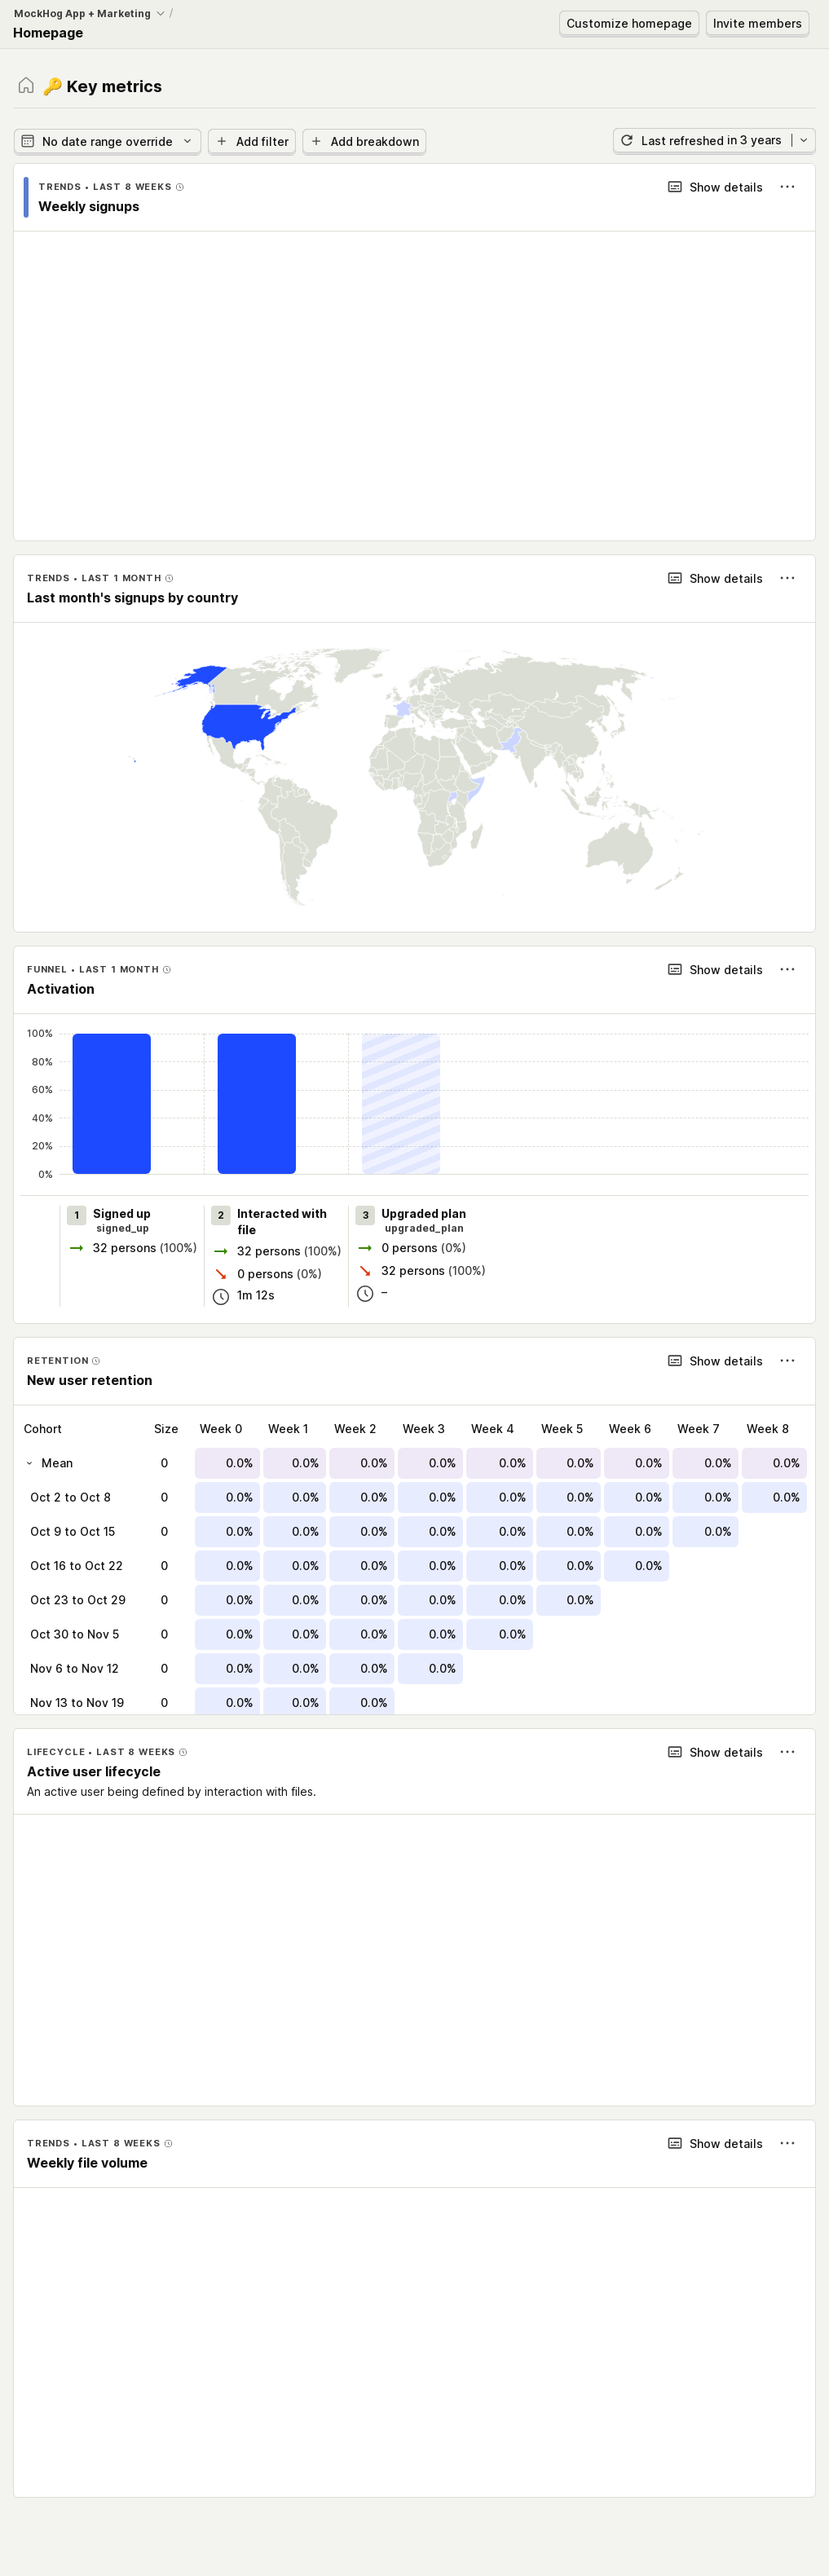 MockHog App + Marketing /
Homepage
Customize homepage
Invite members
🔑 Key metrics
No date range override
Add filter
Add breakdown
Last refreshed in 3 years
TRENDS • LAST 8 WEEKS
Show details
Weekly signups
TRENDS • LAST 1 MONTH
Show details
Last month's signups by country
FUNNEL • LAST 1 MONTH
Show details
Activation
100%
80%
60%
40%
20%
0%
1 Signed up
signed_up
32 persons (100%)
2 Interacted with
file
32 persons (100%)
0 persons (0%)
1m 12s
3 Upgraded plan
upgraded_plan
0 persons (0%)
32 persons (100%)
–
RETENTION
Show details
New user retention
Cohort Size Week 0 Week 1 Week 2 Week 3 Week 4 Week 5 Week 6 Week 7 Week 8
Mean 0 0.0% 0.0% 0.0% 0.0% 0.0% 0.0% 0.0% 0.0% 0.0%
Oct 2 to Oct 8 0 0.0% 0.0% 0.0% 0.0% 0.0% 0.0% 0.0% 0.0% 0.0%
Oct 9 to Oct 15 0 0.0% 0.0% 0.0% 0.0% 0.0% 0.0% 0.0% 0.0%
Oct 16 to Oct 22 0 0.0% 0.0% 0.0% 0.0% 0.0% 0.0% 0.0%
Oct 23 to Oct 29 0 0.0% 0.0% 0.0% 0.0% 0.0% 0.0%
Oct 30 to Nov 5 0 0.0% 0.0% 0.0% 0.0% 0.0%
Nov 6 to Nov 12 0 0.0% 0.0% 0.0% 0.0%
Nov 13 to Nov 19 0 0.0% 0.0% 0.0%
LIFECYCLE • LAST 8 WEEKS
Show details
Active user lifecycle
An active user being defined by interaction with files.
TRENDS • LAST 8 WEEKS
Show details
Weekly file volume